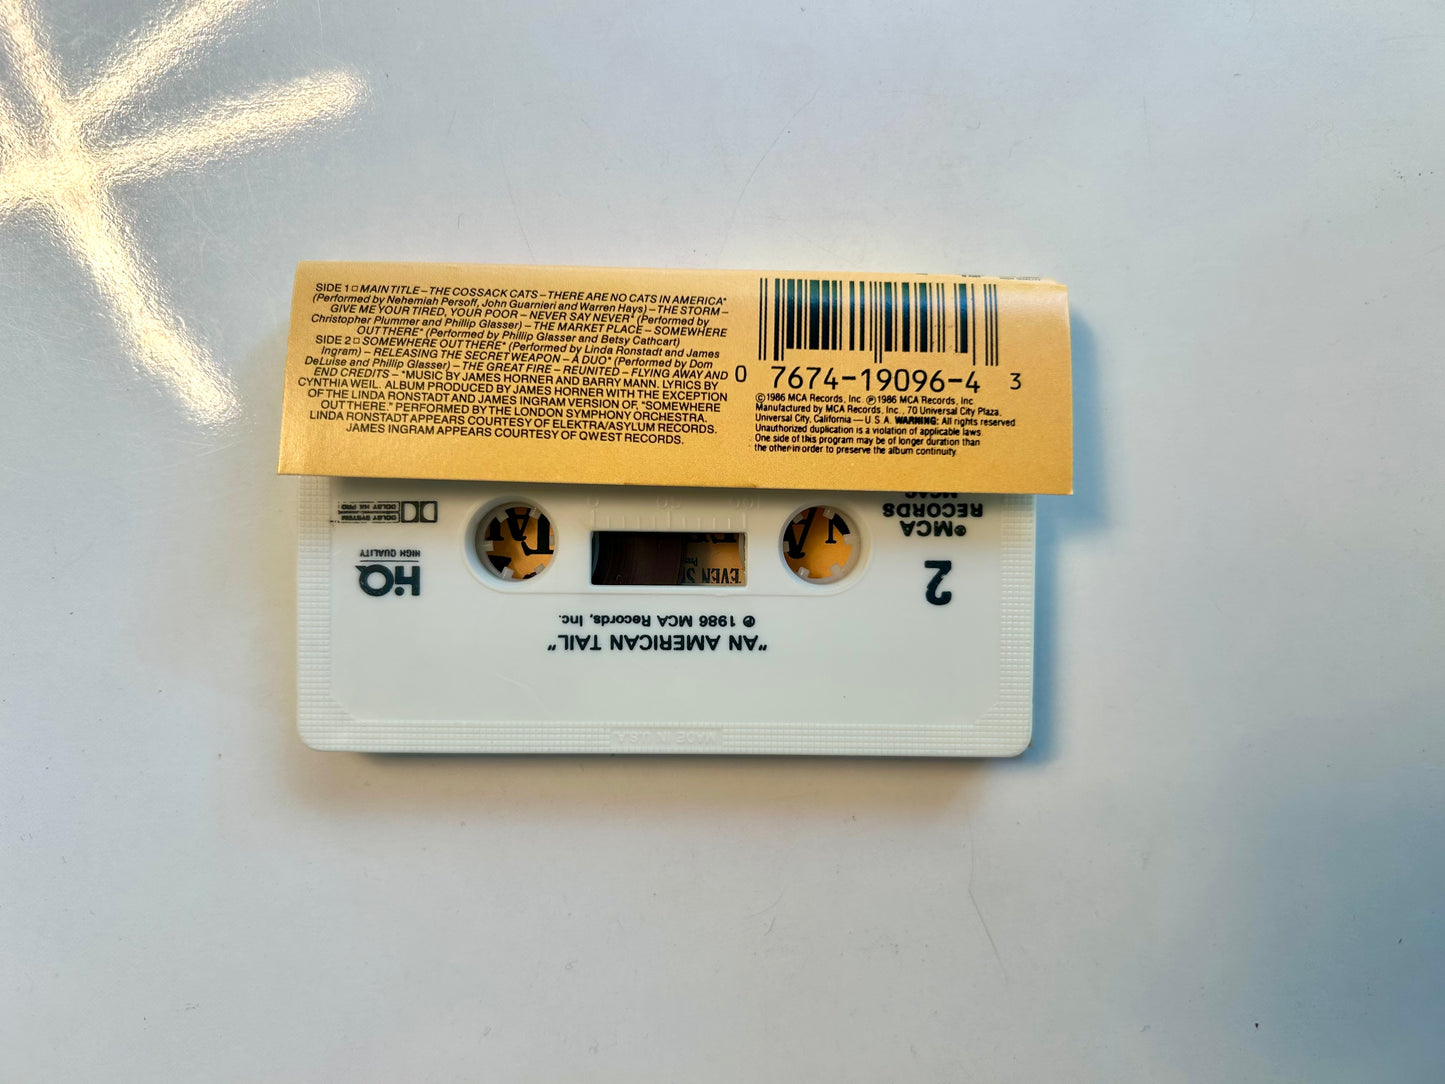 SIDE 1 □ MAIN TITLE – THE COSSACK CATS – THERE ARE NO CATS IN AMERICA*
(Performed by Nehemiah Persoff, John Guarnieri and Warren Hays) – THE STORM –
GIVE ME YOUR TIRED, YOUR POOR – NEVER SAY NEVER* (Performed by
Christopher Plummer and Phillip Glasser) – THE MARKET PLACE – SOMEWHERE
OUT THERE* (Performed by Phillip Glasser and Betsy Cathcart)
SIDE 2 □ SOMEWHERE OUT THERE* (Performed by Linda Ronstadt and James
Ingram) – RELEASING THE SECRET WEAPON – A DUO* (Performed by Dom
DeLuise and Phillip Glasser) – THE GREAT FIRE – REUNITED – FLYING AWAY AND
END CREDITS – *MUSIC BY JAMES HORNER AND BARRY MANN. LYRICS BY
CYNTHIA WEIL. ALBUM PRODUCED BY JAMES HORNER WITH THE EXCEPTION
OF THE LINDA RONSTADT AND JAMES INGRAM VERSION OF, "SOMEWHERE
OUT THERE." PERFORMED BY THE LONDON SYMPHONY ORCHESTRA.
LINDA RONSTADT APPEARS COURTESY OF ELEKTRA/ASYLUM RECORDS.
JAMES INGRAM APPEARS COURTESY OF QWEST RECORDS.
0 7674-19096-4 3
©1986 MCA Records, Inc. ℗1986 MCA Records, Inc.
Manufactured by MCA Records, Inc., 70 Universal City Plaza,
Universal City, California — U.S.A. WARNING: All rights reserved.
Unauthorized duplication is a violation of applicable laws.
One side of this program may be of longer duration than
the other in order to preserve the album continuity.
MCAC
MCA
RECORDS
2
DOLBY SYSTEM
DOLBY HX PRO
HQ
HIGH QUALITY
0 50 100
EVEN S
"AN AMERICAN TAIL"
℗ 1986 MCA Records, Inc.
MADE IN U.S.A.